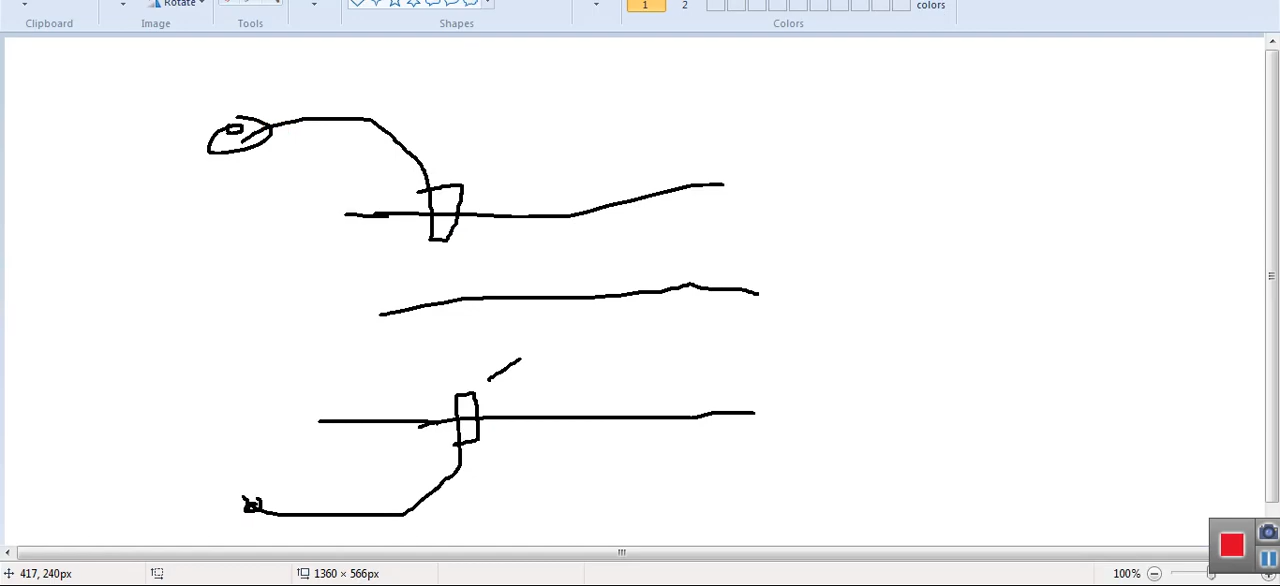 Rotate
1 2 colors
Clipboard Image Tools Shapes Colors
417, 240px 1360 × 566px 100%